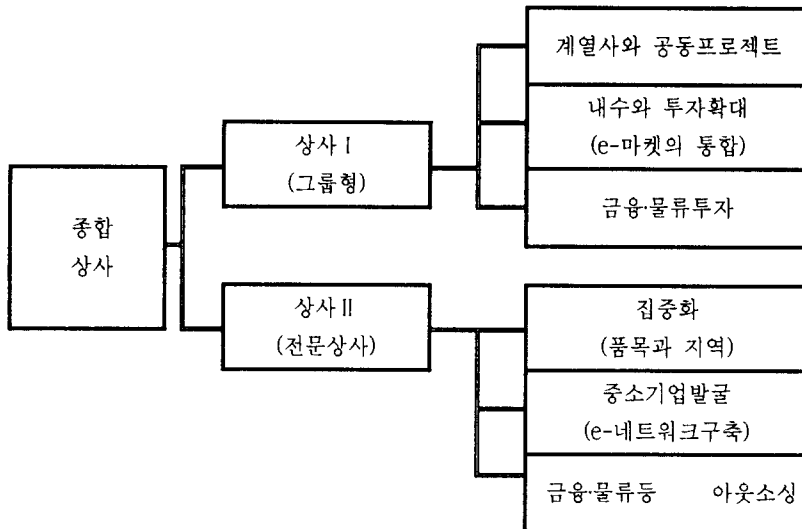 종합
상사
상사Ⅰ
(그룹형)
계열사와 공동프로젝트
내수와 투자확대
(e-마켓의 통합)
금융·물류투자
상사Ⅱ
(전문상사)
집중화
(품목과 지역)
중소기업발굴
(e-네트워크구축)
금융·물류등 아웃소싱